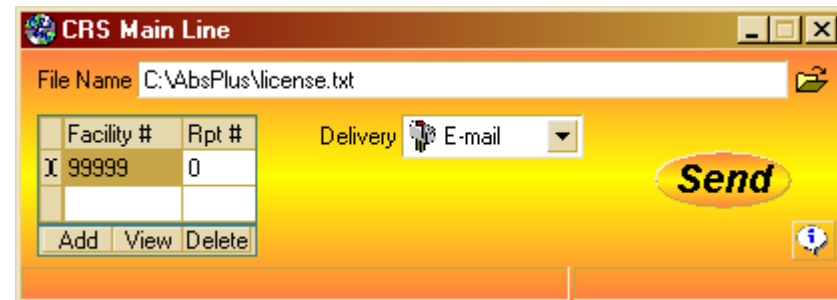 CRS Main Line
File Name C:\AbsPlus\license.txt
Facility # Rpt # Delivery E-mail
99999 0
Send
Add View Delete